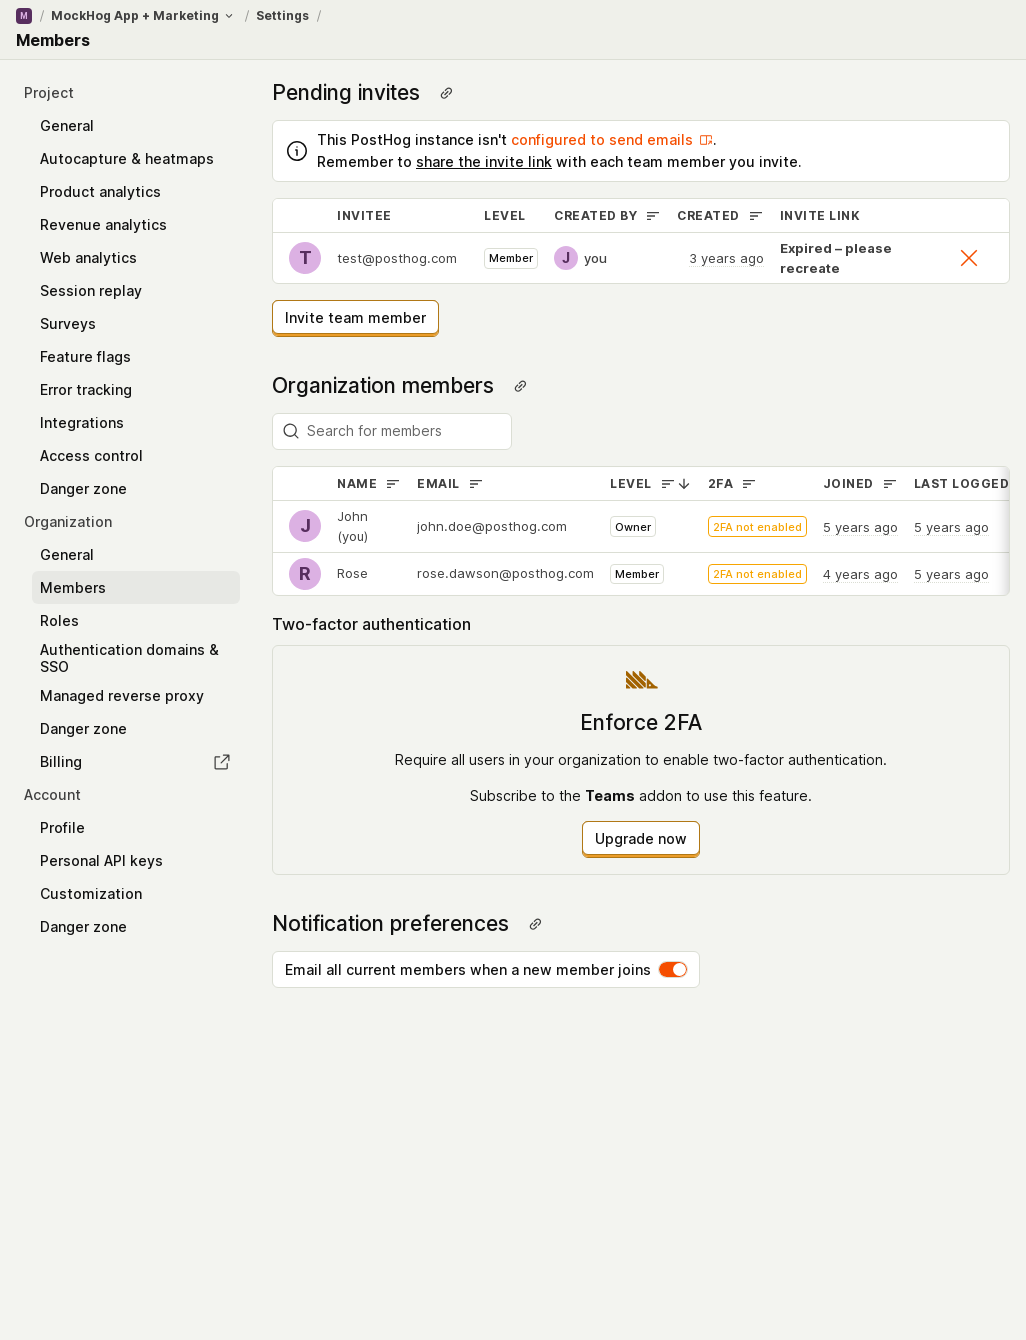 M / MockHog App + Marketing / Settings /
Members
Project
General
Autocapture & heatmaps
Product analytics
Revenue analytics
Web analytics
Session replay
Surveys
Feature flags
Error tracking
Integrations
Access control
Danger zone
Organization
General
Members
Roles
Authentication domains &
SSO
Managed reverse proxy
Danger zone
Billing
Account
Profile
Personal API keys
Customization
Danger zone
Pending invites
This PostHog instance isn't configured to send emails.
Remember to share the invite link with each team member you invite.
INVITEE LEVEL CREATED BY CREATED INVITE LINK
T test@posthog.com Member J you 3 years ago Expired – please
recreate
Invite team member
Organization members
Search for members
NAME EMAIL LEVEL 2FA JOINED LAST LOGGED
J John
(you) john.doe@posthog.com Owner 2FA not enabled 5 years ago 5 years ago
R Rose rose.dawson@posthog.com Member 2FA not enabled 4 years ago 5 years ago
Two-factor authentication
Enforce 2FA
Require all users in your organization to enable two-factor authentication.
Subscribe to the Teams addon to use this feature.
Upgrade now
Notification preferences
Email all current members when a new member joins